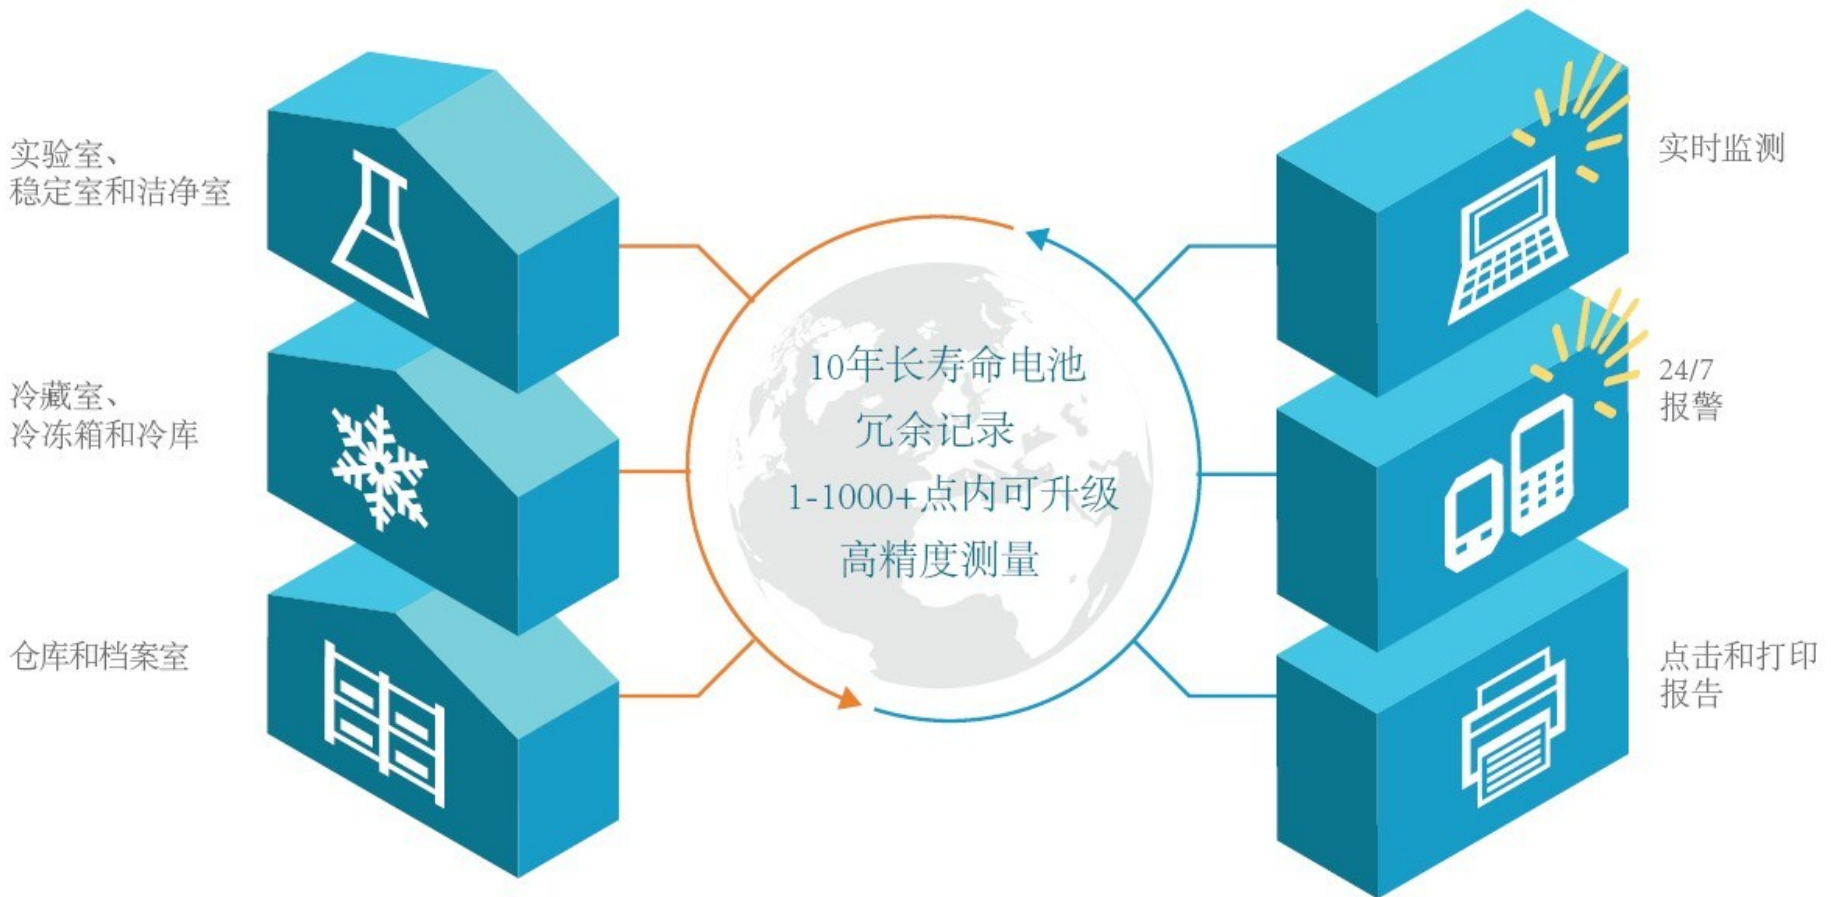 实验室、
稳定室和洁净室
冷藏室、
冷冻箱和冷库
仓库和档案室
10年长寿命电池
冗余记录
1-1000+点内可升级
高精度测量
实时监测
24/7
报警
点击和打印
报告